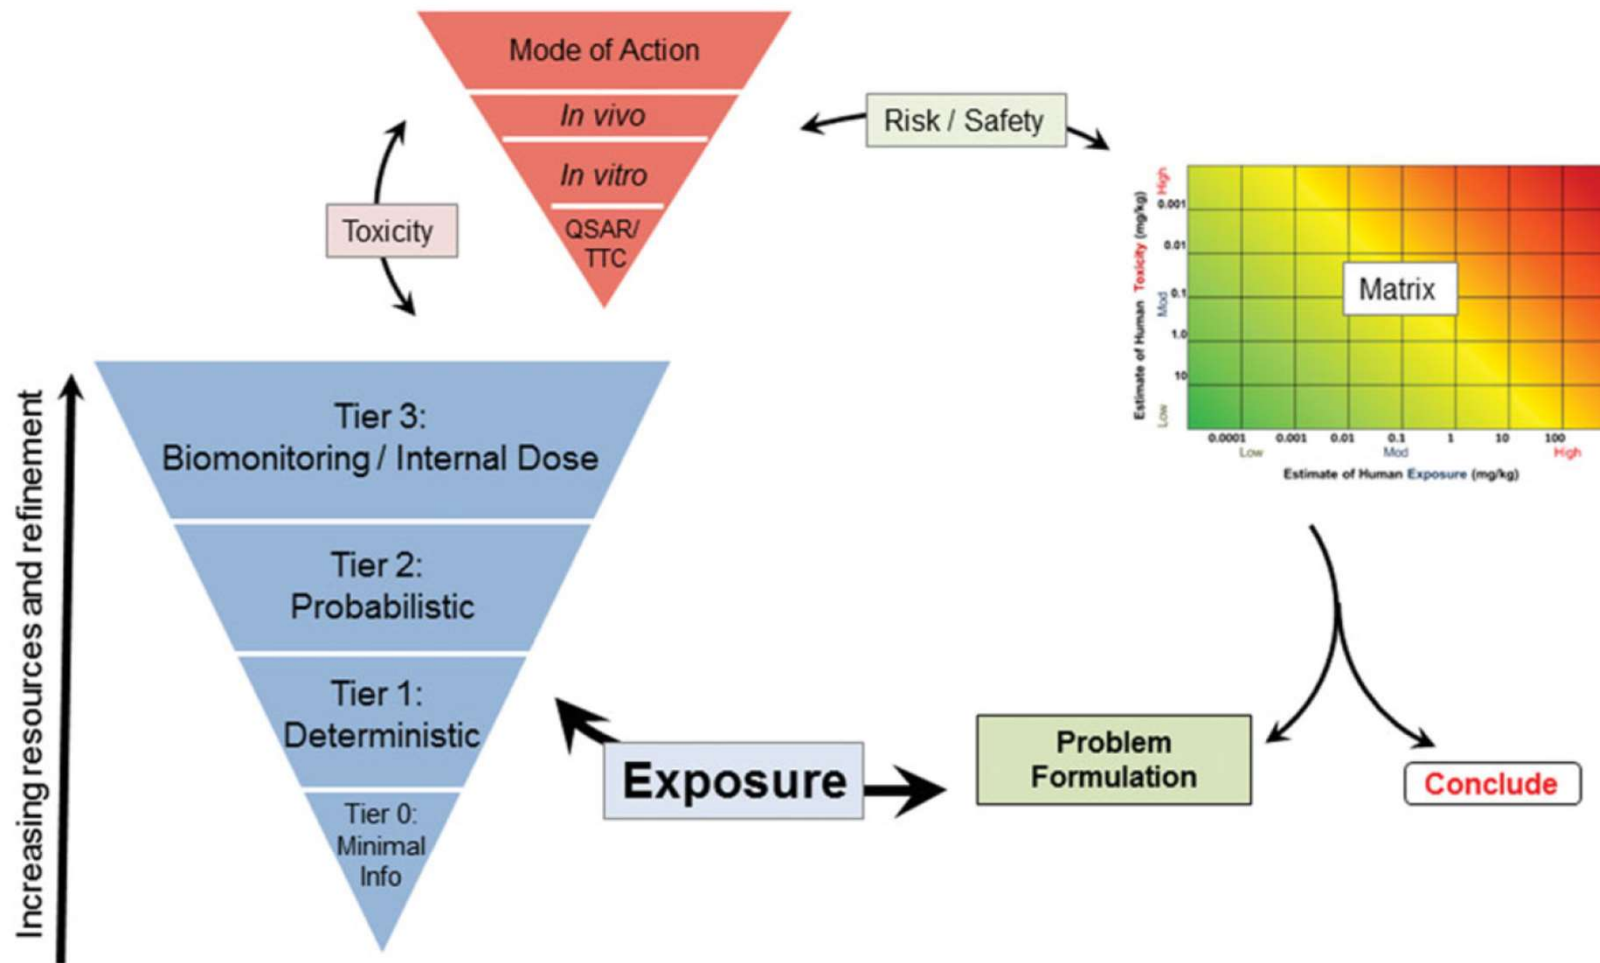 Mode of Action
In vivo
In vitro
QSAR/
TTC
Toxicity
Risk / Safety
Estimate of Human Toxicity (mg/kg)
High
0.001
0.01
Mod
0.1
1.0
10
Low
Matrix
0.0001 0.001 0.01 0.1 1 10 100
Low Mod High
Estimate of Human Exposure (mg/kg)
Increasing resources and refinement
Tier 3:
Biomonitoring / Internal Dose
Tier 2:
Probabilistic
Tier 1:
Deterministic
Tier 0:
Minimal
Info
Exposure
Problem
Formulation
Conclude